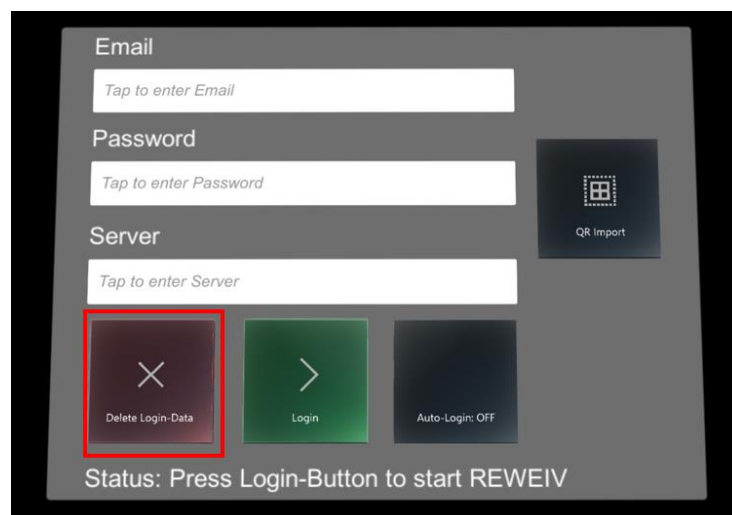 Email
Tap to enter Email
Password
Tap to enter Password
QR Import
Server
Tap to enter Server
Delete Login-Data
Login
Auto-Login: OFF
Status: Press Login-Button to start REWEIV